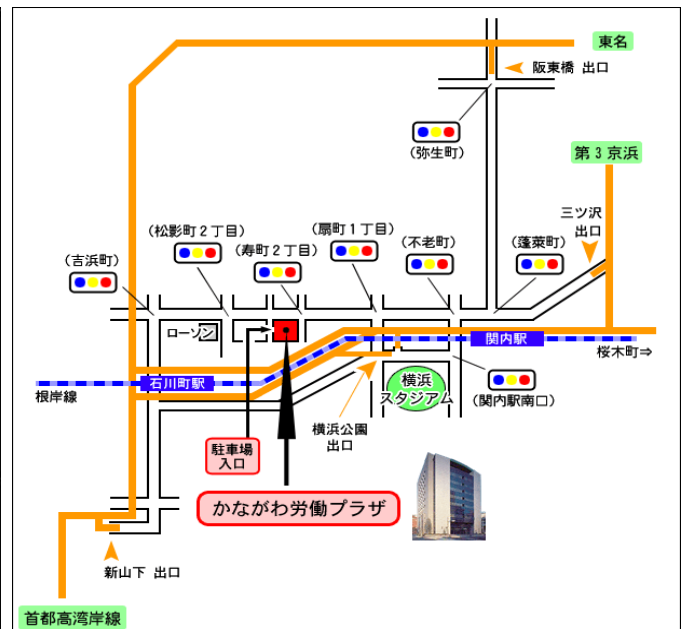 東名
阪東橋 出口
(弥生町)
第3京浜
三ツ沢
出口
(松影町2丁目)
(扇町1丁目)
(寿町2丁目)
(不老町)
(蓬莱町)
(吉浜町)
ローソン
関内駅
桜木町⇒
石川町駅
根岸線
横浜
スタジアム
(関内駅南口)
横浜公園
出口
駐車場
入口
かながわ労働プラザ
新山下 出口
首都高湾岸線